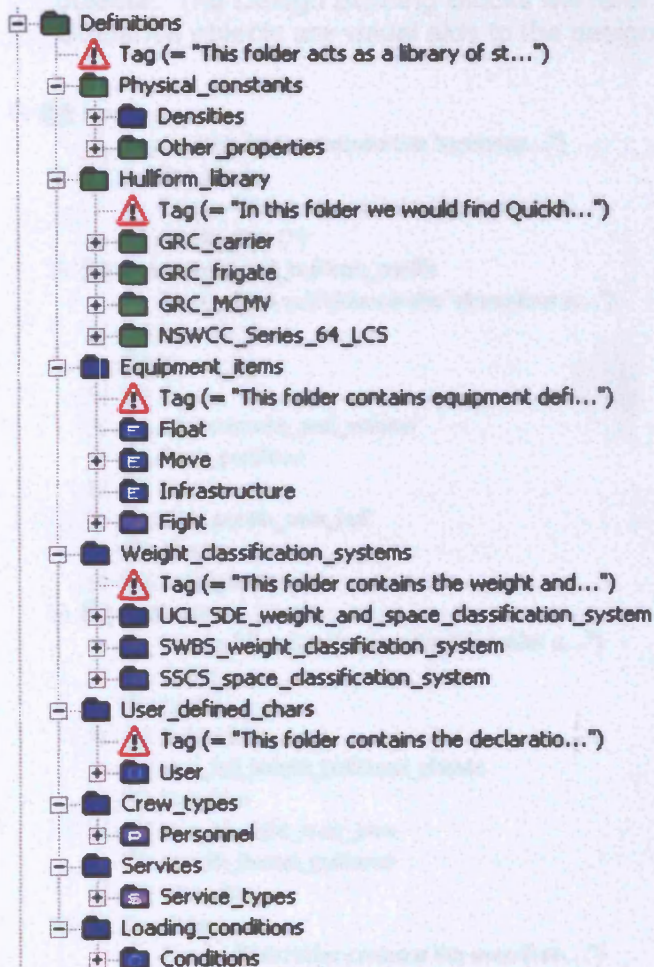 Definitions
Tag (= "This folder acts as a library of st...")
Physical_constants
Densities
Other_properties
Hullform_library
Tag (= "In this folder we would find Quickh...")
GRC_carrier
GRC_frigate
GRC_MCMV
NSWCC_Series_64_LCS
Equipment_items
Tag (= "This folder contains equipment defi...")
Float
Move
Infrastructure
Fight
Weight_classification_systems
Tag (= "This folder contains the weight and...")
UCL_SDE_weight_and_space_classification_system
SWBS_weight_classification_system
SSCS_space_classification_system
User_defined_chars
Tag (= "This folder contains the declaratio...")
User
Crew_types
Personnel
Services
Service_types
Loading_conditions
Conditions